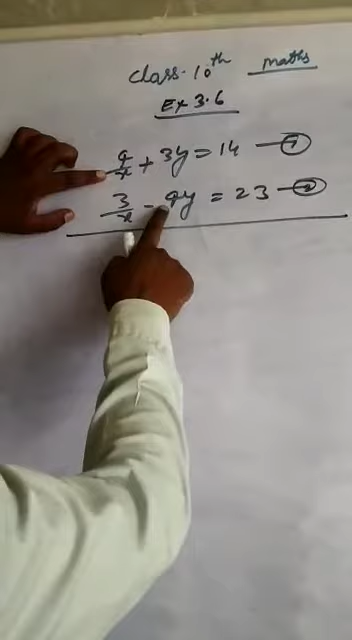 Class. 10th maths
Ex 3.6
4/x + 3y = 14 — 1
3/x - 4y = 23 — 2